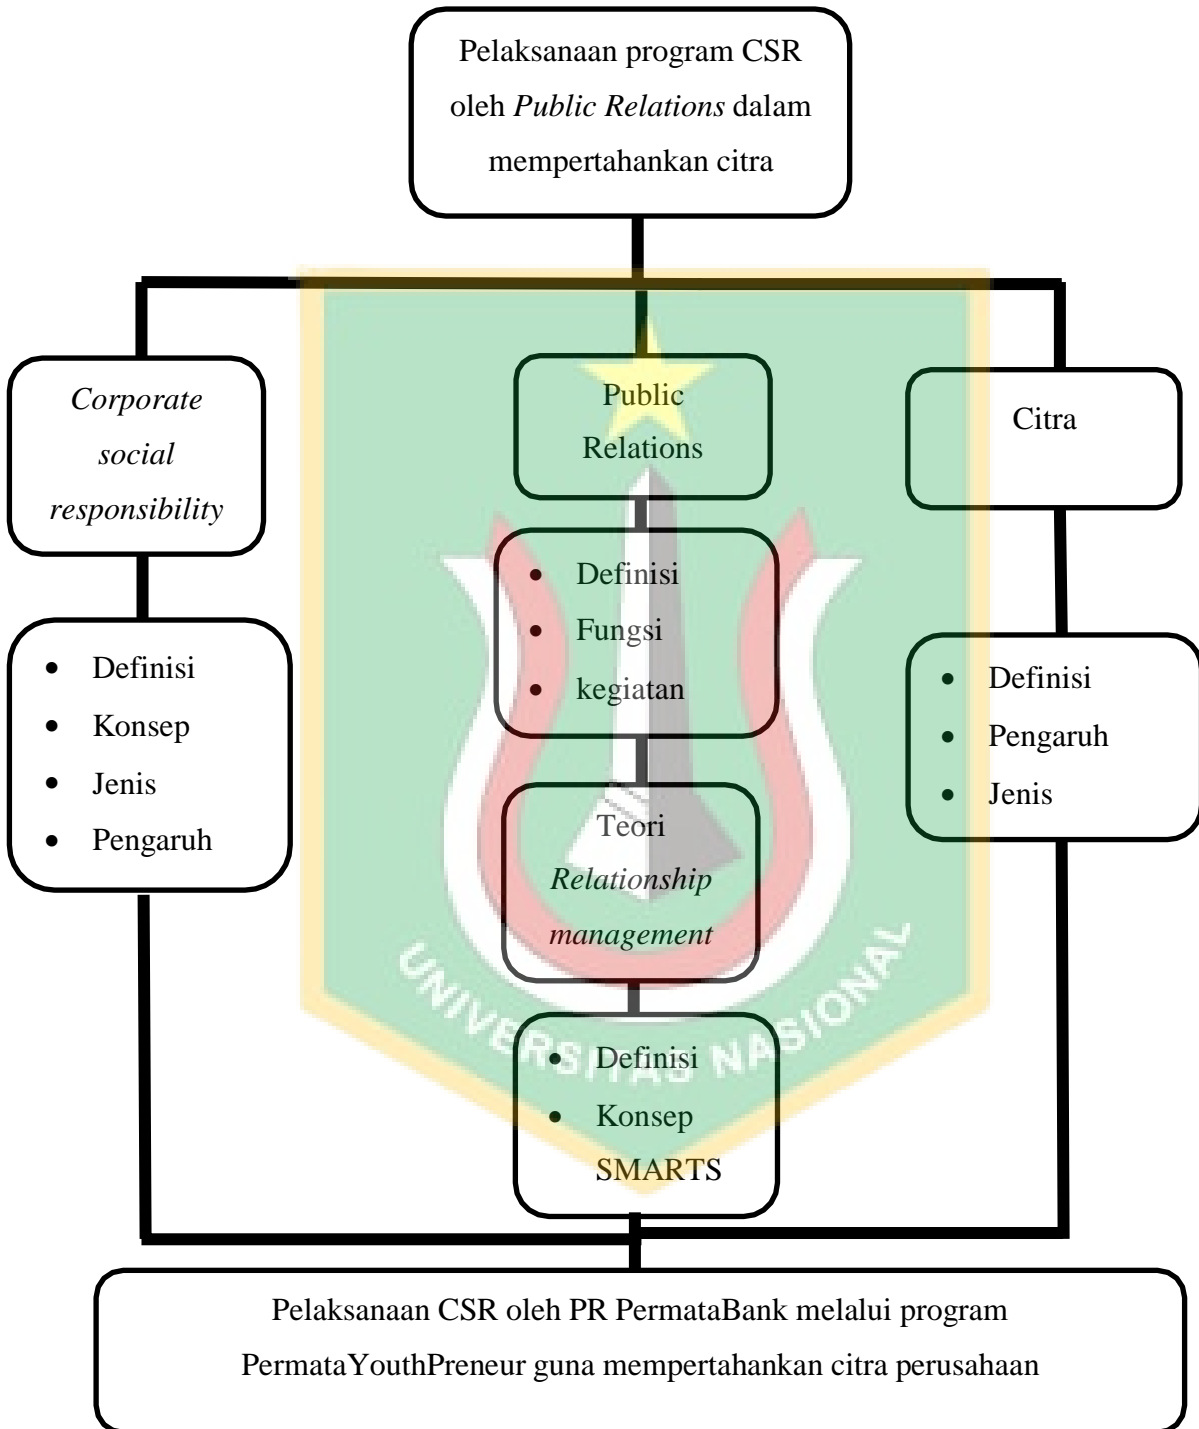 Pelaksanaan program CSR
oleh Public Relations dalam
mempertahankan citra
Corporate
social
responsibility
Public
Relations
Citra
• Definisi
• Konsep
• Jenis
• Pengaruh
• Definisi
• Fungsi
• kegiatan
• Definisi
• Pengaruh
• Jenis
Teori
Relationship
management
• Definisi
• Konsep
SMARTS
UNIVERSITAS NASIONAL
Pelaksanaan CSR oleh PR PermataBank melalui program
PermataYouthPreneur guna mempertahankan citra perusahaan